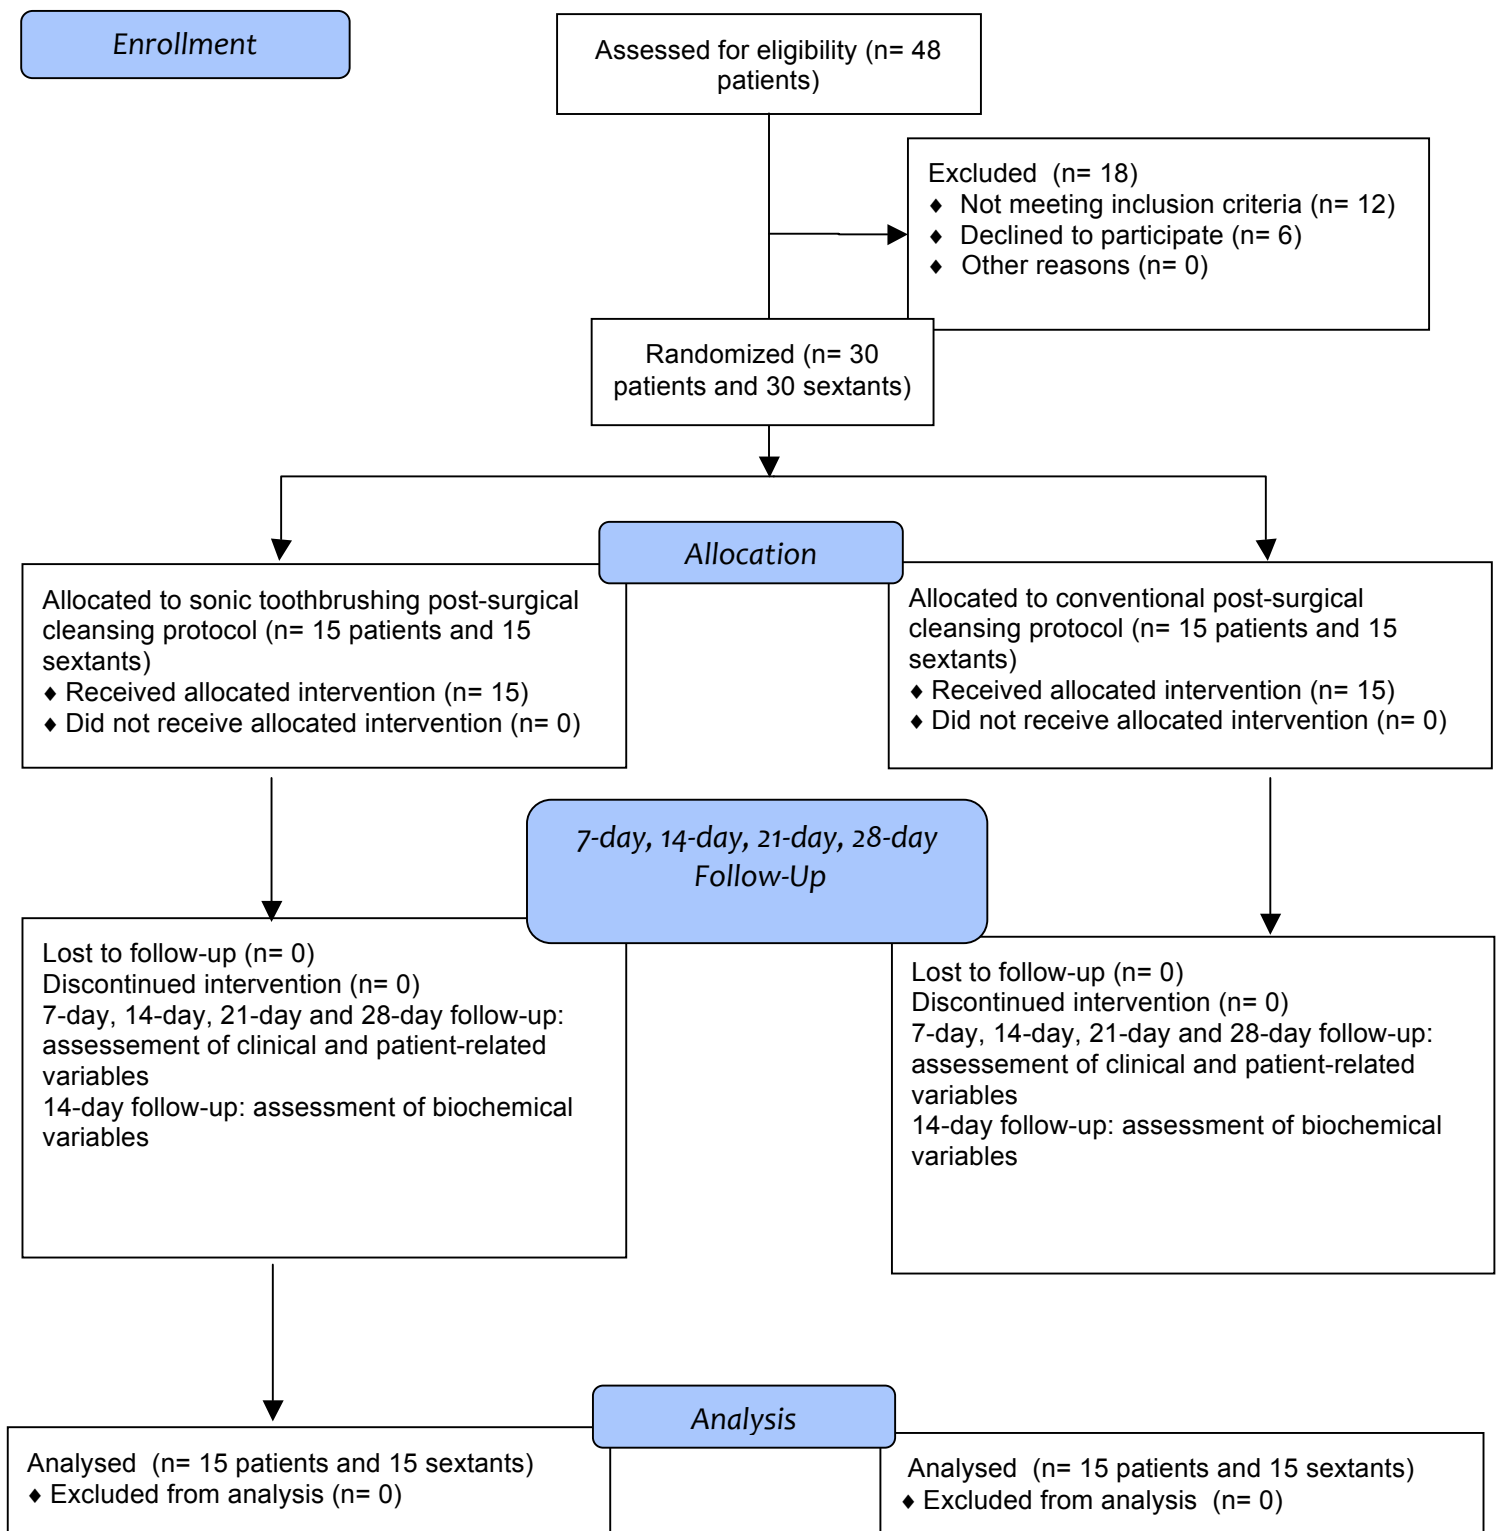 Enrollment
Assessed for eligibility (n= 48
patients)
Excluded (n= 18)
♦ Not meeting inclusion criteria (n= 12)
♦ Declined to participate (n= 6)
♦ Other reasons (n= 0)
Randomized (n= 30
patients and 30 sextants)
Allocation
Allocated to sonic toothbrushing post-surgical
cleansing protocol (n= 15 patients and 15
sextants)
♦ Received allocated intervention (n= 15)
♦ Did not receive allocated intervention (n= 0)
Allocated to conventional post-surgical
cleansing protocol (n= 15 patients and 15
sextants)
♦ Received allocated intervention (n= 15)
♦ Did not receive allocated intervention (n= 0)
7-day, 14-day, 21-day, 28-day
Follow-Up
Lost to follow-up (n= 0)
Discontinued intervention (n= 0)
7-day, 14-day, 21-day and 28-day follow-up:
assessement of clinical and patient-related
variables
14-day follow-up: assessment of biochemical
variables
Lost to follow-up (n= 0)
Discontinued intervention (n= 0)
7-day, 14-day, 21-day and 28-day follow-up:
assessement of clinical and patient-related
variables
14-day follow-up: assessment of biochemical
variables
Analysis
Analysed (n= 15 patients and 15 sextants)
♦ Excluded from analysis (n= 0)
Analysed (n= 15 patients and 15 sextants)
♦ Excluded from analysis (n= 0)